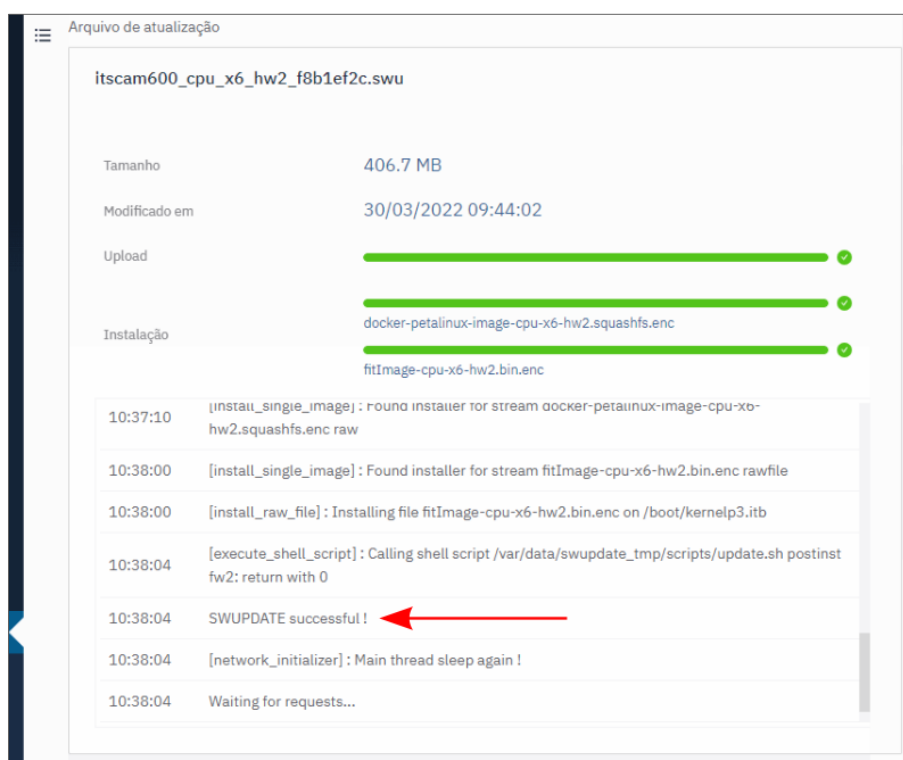 Arquivo de atualização
itscam600_cpu_x6_hw2_f8b1ef2c.swu
Tamanho 406.7 MB
Modificado em 30/03/2022 09:44:02
Upload
docker-petalinux-image-cpu-x6-hw2.squashfs.enc
Instalação
fitImage-cpu-x6-hw2.bin.enc
10:37:10 [install_single_image] : Found installer for stream docker-petalinux-image-cpu-x6-
hw2.squashfs.enc raw
10:38:00 [install_single_image] : Found installer for stream fitImage-cpu-x6-hw2.bin.enc rawfile
10:38:00 [install_raw_file] : Installing file fitImage-cpu-x6-hw2.bin.enc on /boot/kernelp3.itb
10:38:04 [execute_shell_script] : Calling shell script /var/data/swupdate_tmp/scripts/update.sh postinst
fw2: return with 0
10:38:04 SWUPDATE successful !
10:38:04 [network_initializer] : Main thread sleep again !
10:38:04 Waiting for requests...